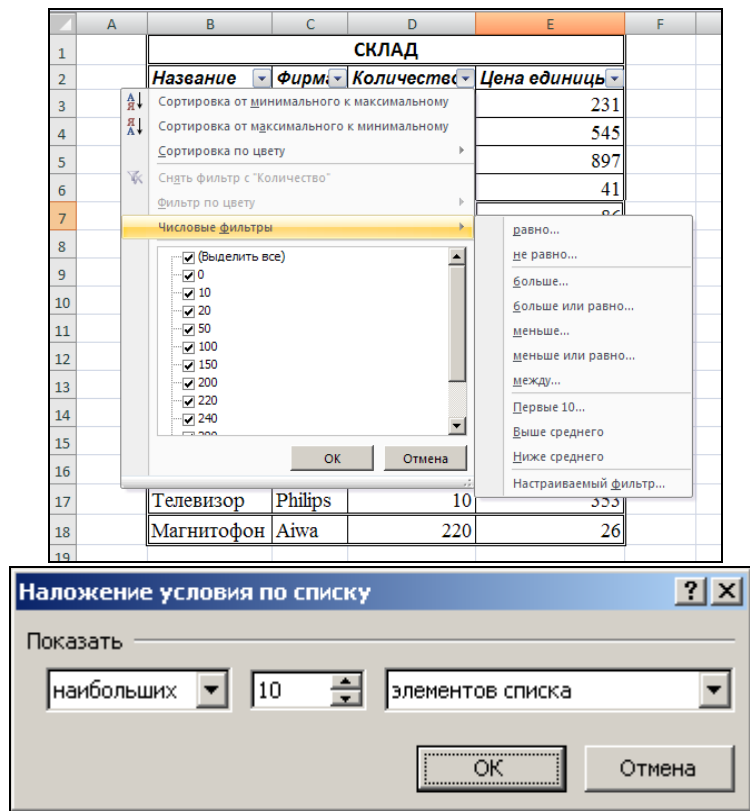 A B C D E F
1 СКЛАД
2 Название Фирма Количество Цена единицы
3 Сортировка от минимального к максимальному 231
4 Сортировка от максимального к минимальному 545
5 Сортировка по цвету 897
6 Снять фильтр с "Количество" 41
Фильтр по цвету
7 Числовые фильтры 86
8 (Выделить все)
9 0
10
10 20
50
11 100
12 150
13 200
220
14 240
15
16 ОК Отмена
равно...
не равно...
больше...
больше или равно...
меньше...
меньше или равно...
между...
Первые 10...
Выше среднего
Ниже среднего
Настраиваемый фильтр...
17 Телевизор Philips 10 353
18 Магнитофон Aiwa 220 26
19
Наложение условия по списку
Показать
наибольших 10 элементов списка
ОК Отмена